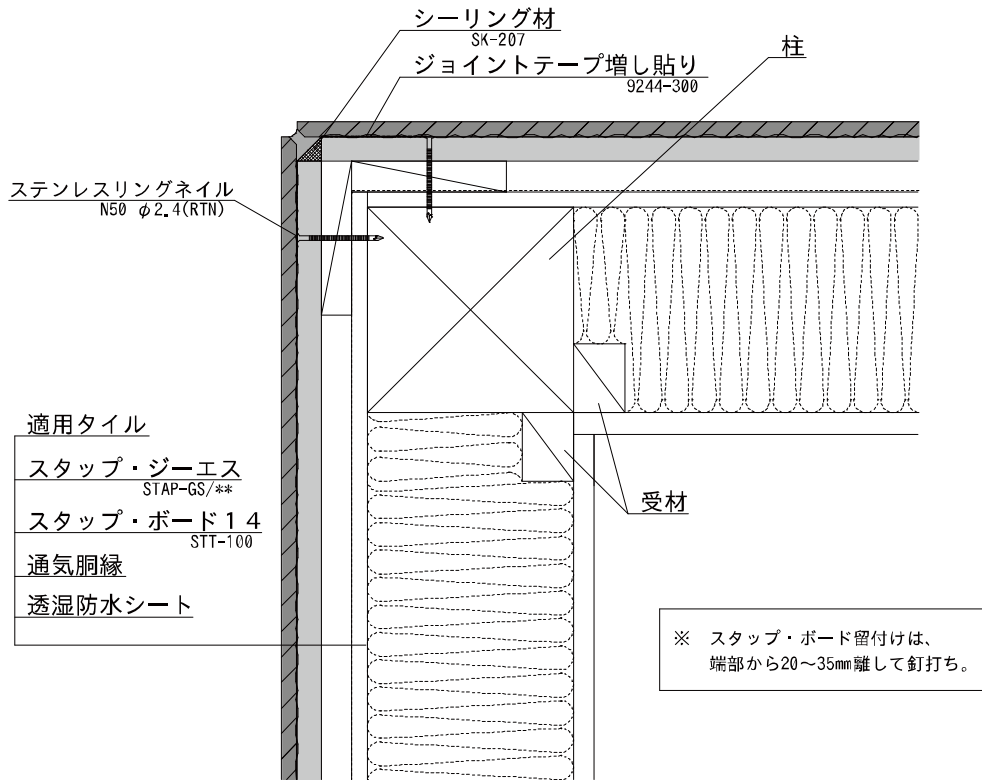 シーリング材
SK-207
ジョイントテープ増し貼り
9244-300
柱
ステンレスリングネイル
N50 φ2.4(RTN)
適用タイル
スタップ・ジーエス
STAP-GS/**
スタップ・ボード14
STT-100
通気胴縁
透湿防水シート
受材
※ スタップ・ボード留付けは、
端部から20～35㎜離して釘打ち。